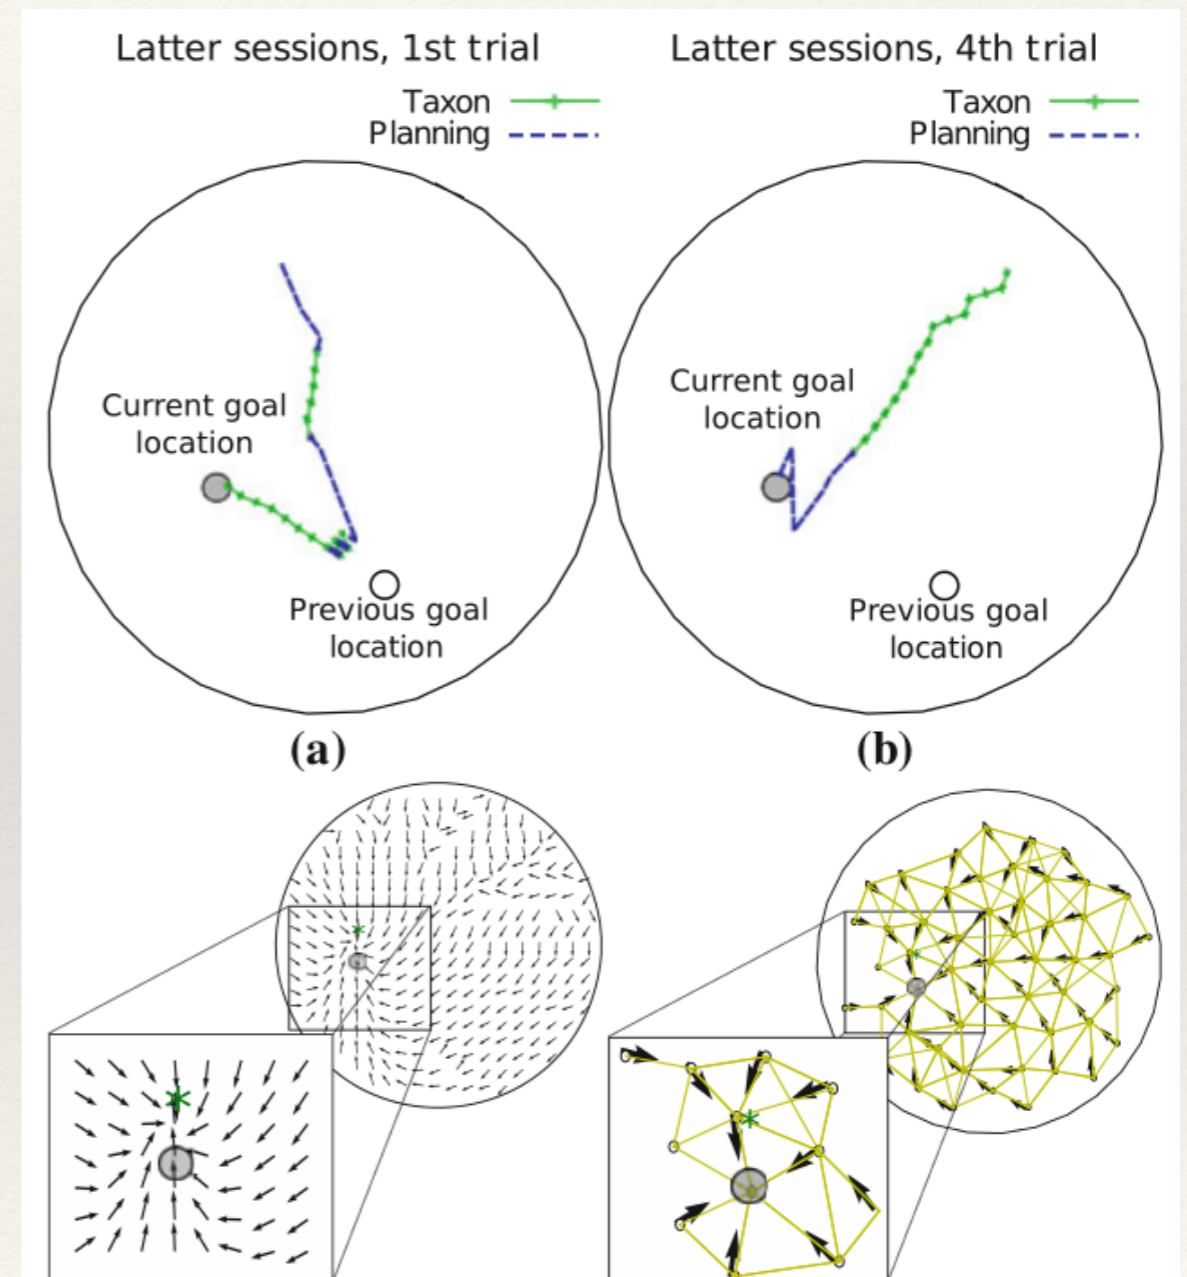 Latter sessions, 1st trial
Taxon
Planning
Current goal
location
Previous goal
location
(a)
Latter sessions, 4th trial
Taxon
Planning
Current goal
location
Previous goal
location
(b)